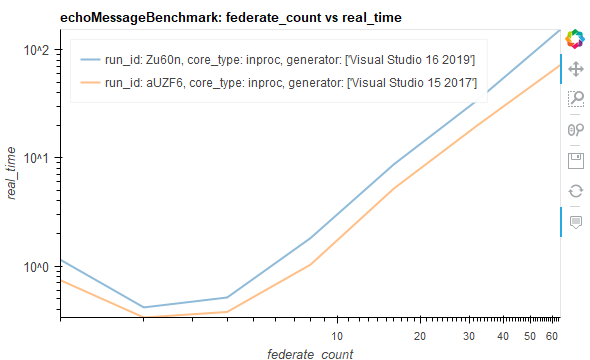 echoMessageBenchmark: federate_count vs real_time
run_id: Zu60n, core_type: inproc, generator: ['Visual Studio 16 2019']
run_id: aUZF6, core_type: inproc, generator: ['Visual Studio 15 2017']
10^2
10^1
10^0
real_time
10 20 30 40 50 60
federate_count